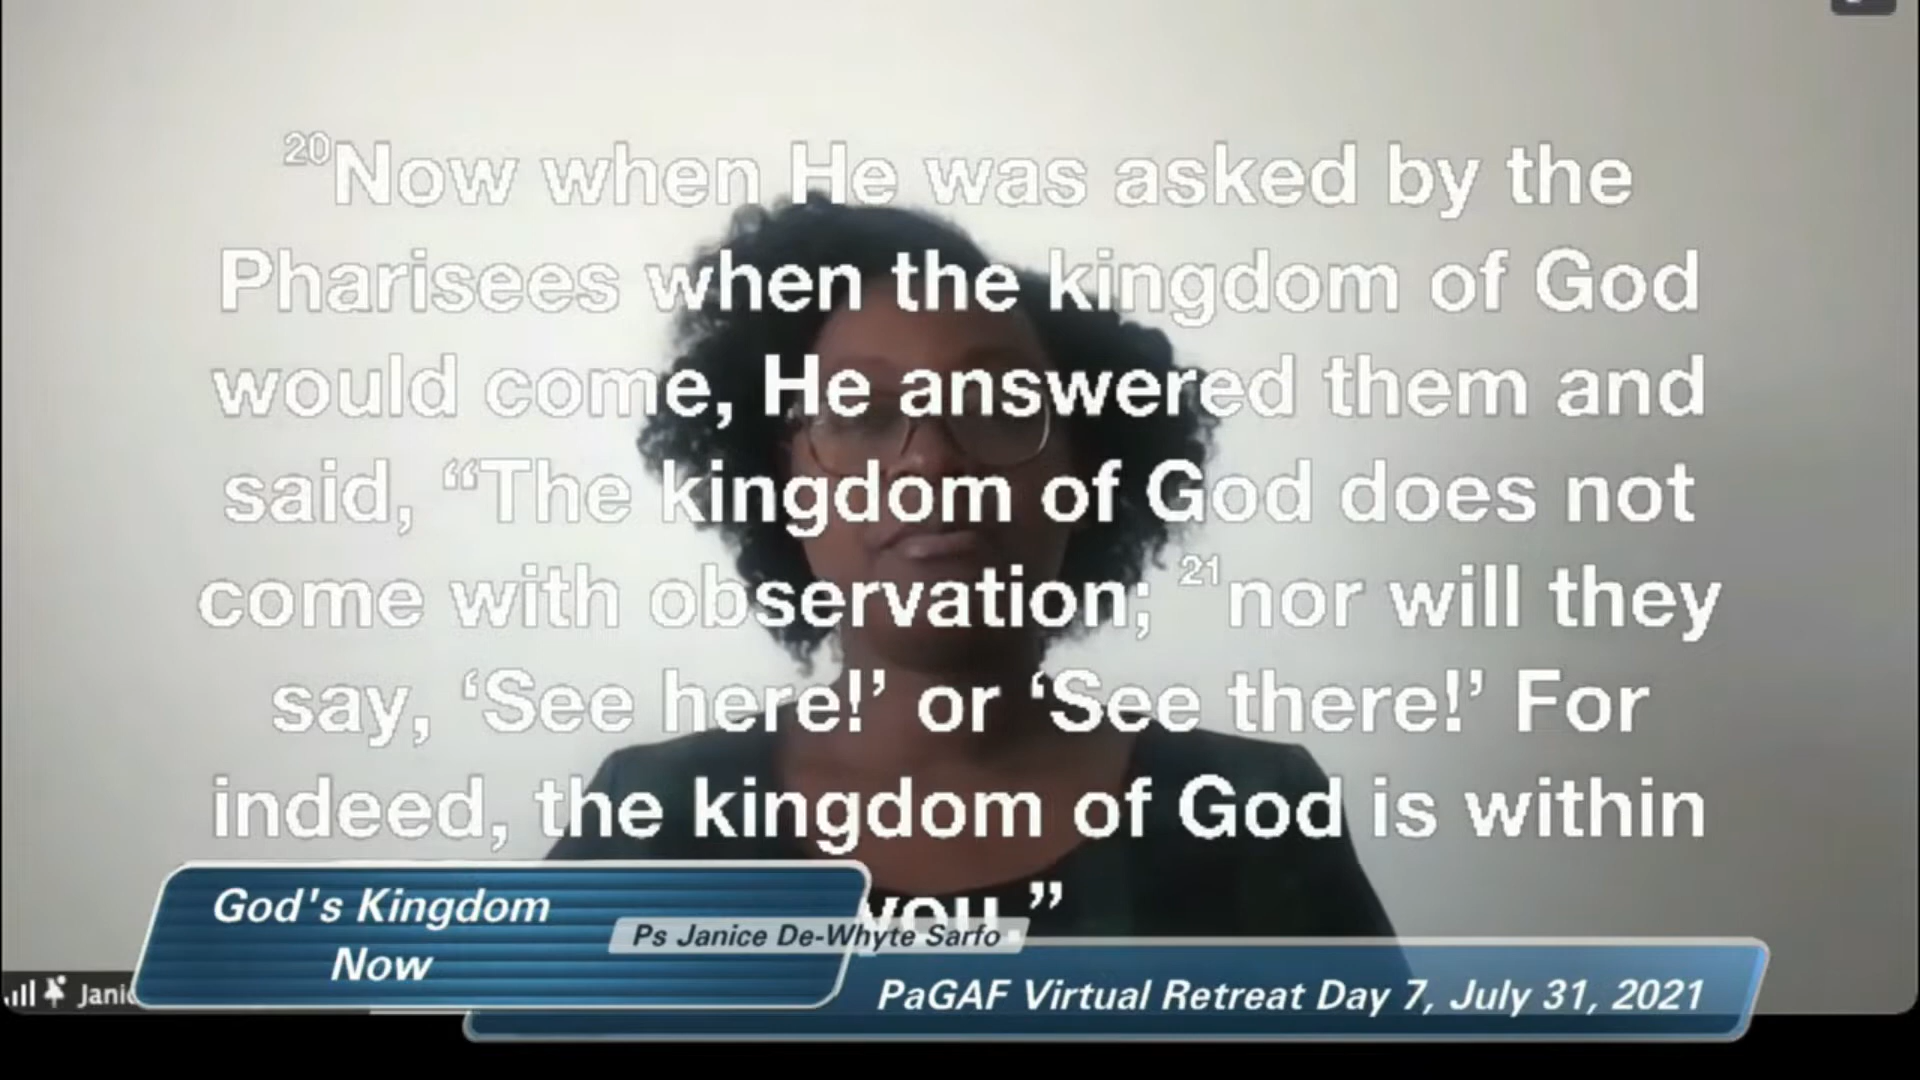 20Now when He was asked by the
Pharisees when the kingdom of God
would come, He answered them and
said, “The kingdom of God does not
come with observation; 21nor will they
say, ‘See here!’ or ‘See there!’ For
indeed, the kingdom of God is within
you.”
God's Kingdom
Now
Ps Janice De-Whyte Sarfo
PaGAF Virtual Retreat Day 7, July 31, 2021